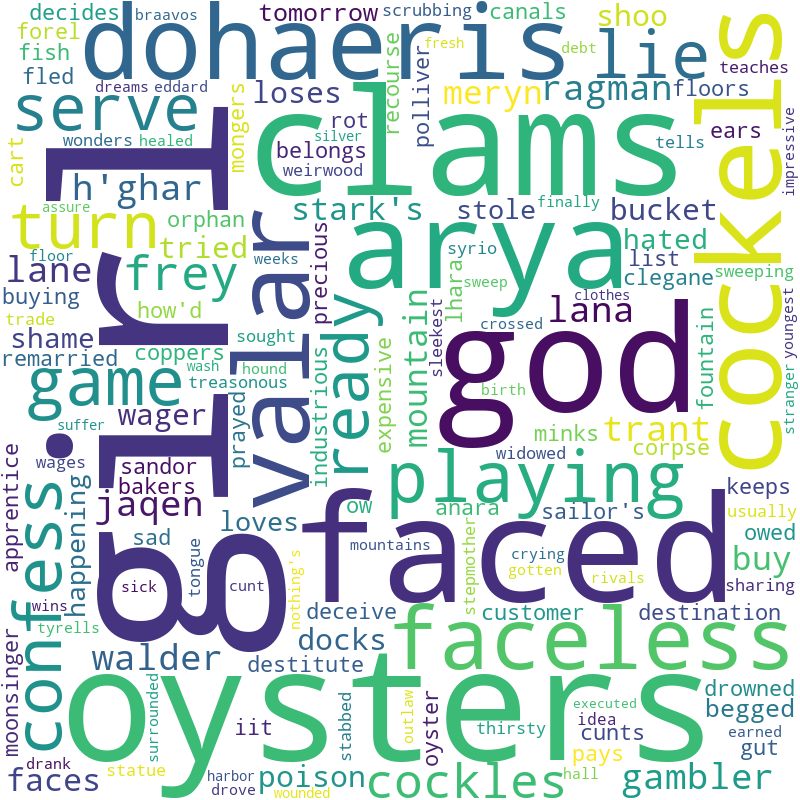 decides
braavos
scrubbing
tomorrow
canals
shoo
forel
dohaeris
lie
fish
fresh
debt
teaches
fled
dreams
eddard
recourse
polliver
meryn
ragman
floors
serve
loses
mongers
clams
cockels
impressive
wonders
healed
rot
silver
belongs
weirwood
tells
ears
cart
girl
h'ghar
stark's
stole
finally
bucket
assure
turn
orphan
tried
valar
precious
arya
syrio
hated
list
floor
lane
frey
weeks
lhara
sweep
clegane
sweeping
buying
how'd
ready
mountain
sleekest
clothes
lana
fountain
youngest
trade
shame
sought
crossed
god
stranger
remarried
coppers
wash
hound
treasonous
expensive
game
prayed
industrious
birth
trant
suffer
wager
minks
corpse
confess
apprentice
wages
sandor
bakers
playing
widowed
keeps
jaqen
ow
anara
sailor's
usually
happening
loves
faced
owed
buy
sad
tongue
mountains
stepmother
crying
gotten
sick
cunt
nothing's
rivals
sharing
wins
tyrells
deceive
customer
destination
moonsinger
docks
faceless
walder
destitute
oysters
drowned
surrounded
stabbed
outlaw
oyster
executed
begged
iit
thirsty
idea
cunts
earned
gut
faces
drank
statue
harbor
drove
poison
wounded
cockles
hall
pays
gambler